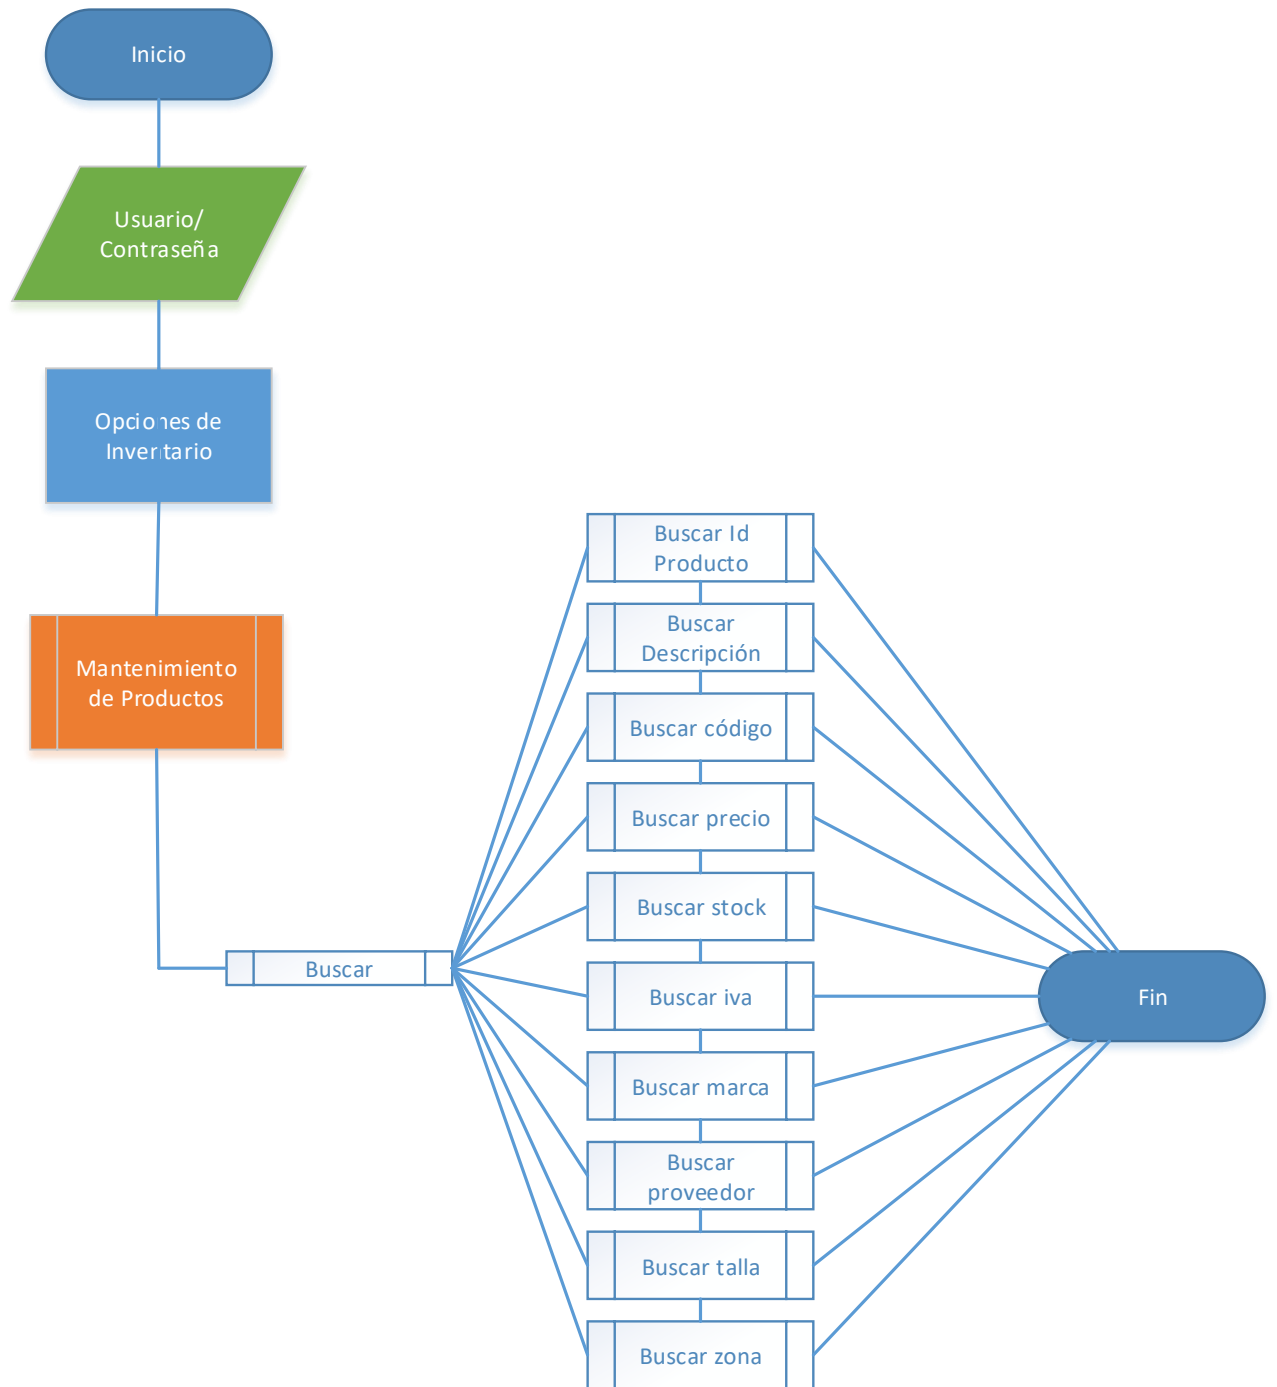 Inicio
Usuario/
Contraseña
Opciones de
Inventario
Mantenimiento
de Productos
Buscar
Buscar Id
Producto
Buscar
Descripción
Buscar código
Buscar precio
Buscar stock
Buscar iva
Buscar marca
Buscar
proveedor
Buscar talla
Buscar zona
Fin